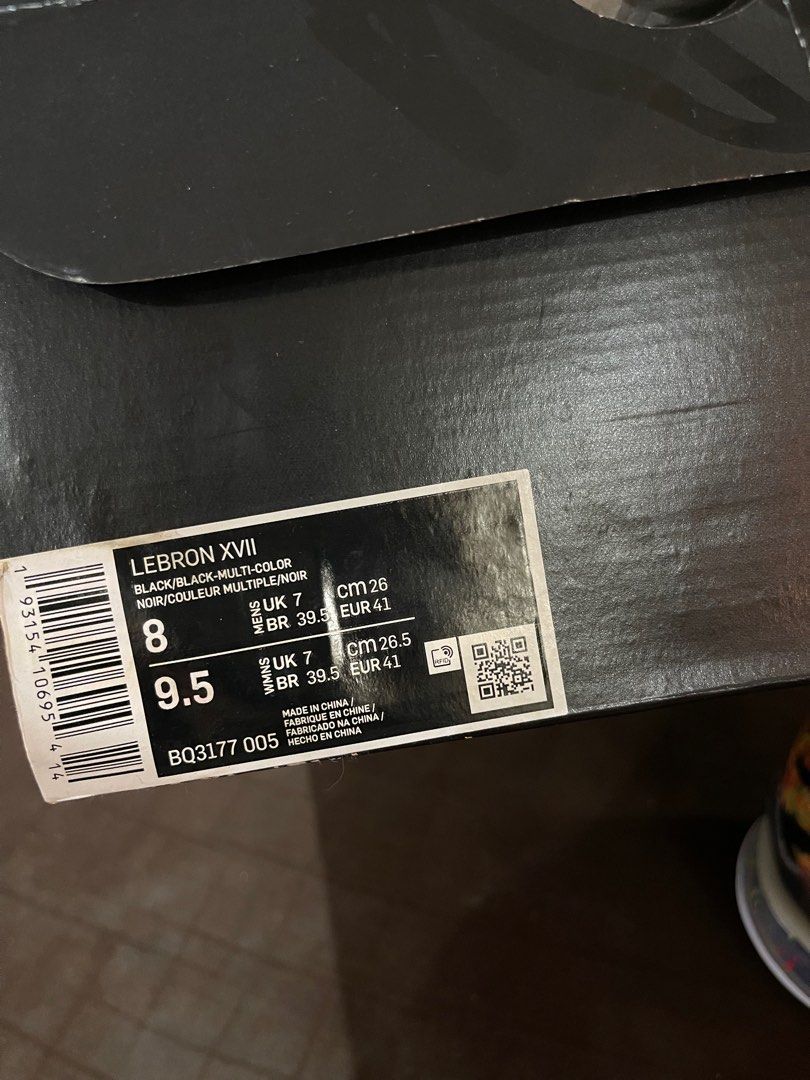 LEBRON XVII
BLACK/BLACK-MULTI-COLOR
NOIR/COULEUR MULTIPLE/NOIR
8 MENS UK 7 cm 26
BR 39.5 EUR 41
9.5 WMNS UK 7 cm 26.5
BR 39.5 EUR 41
RFID
MADE IN CHINA /
FABRIQUE EN CHINE /
FABRICADO NA CHINA /
HECHO EN CHINA
BQ3177 005
1 93154 10695 4 14